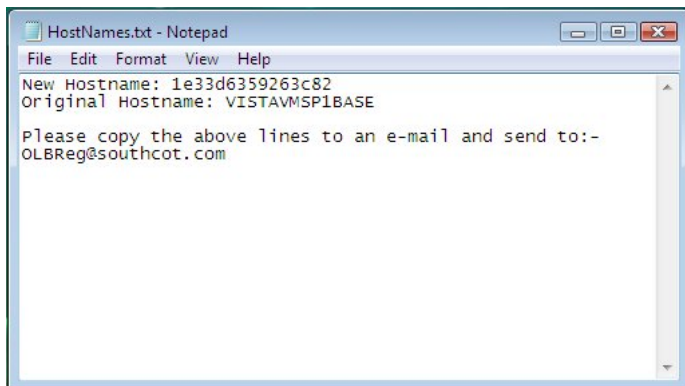 HostNames.txt - Notepad
File Edit Format View Help
New Hostname: 1e33d6359263c82
Original Hostname: VISTAVMSP1BASE
Please copy the above lines to an e-mail and send to:-
OLBReg@southcot.com